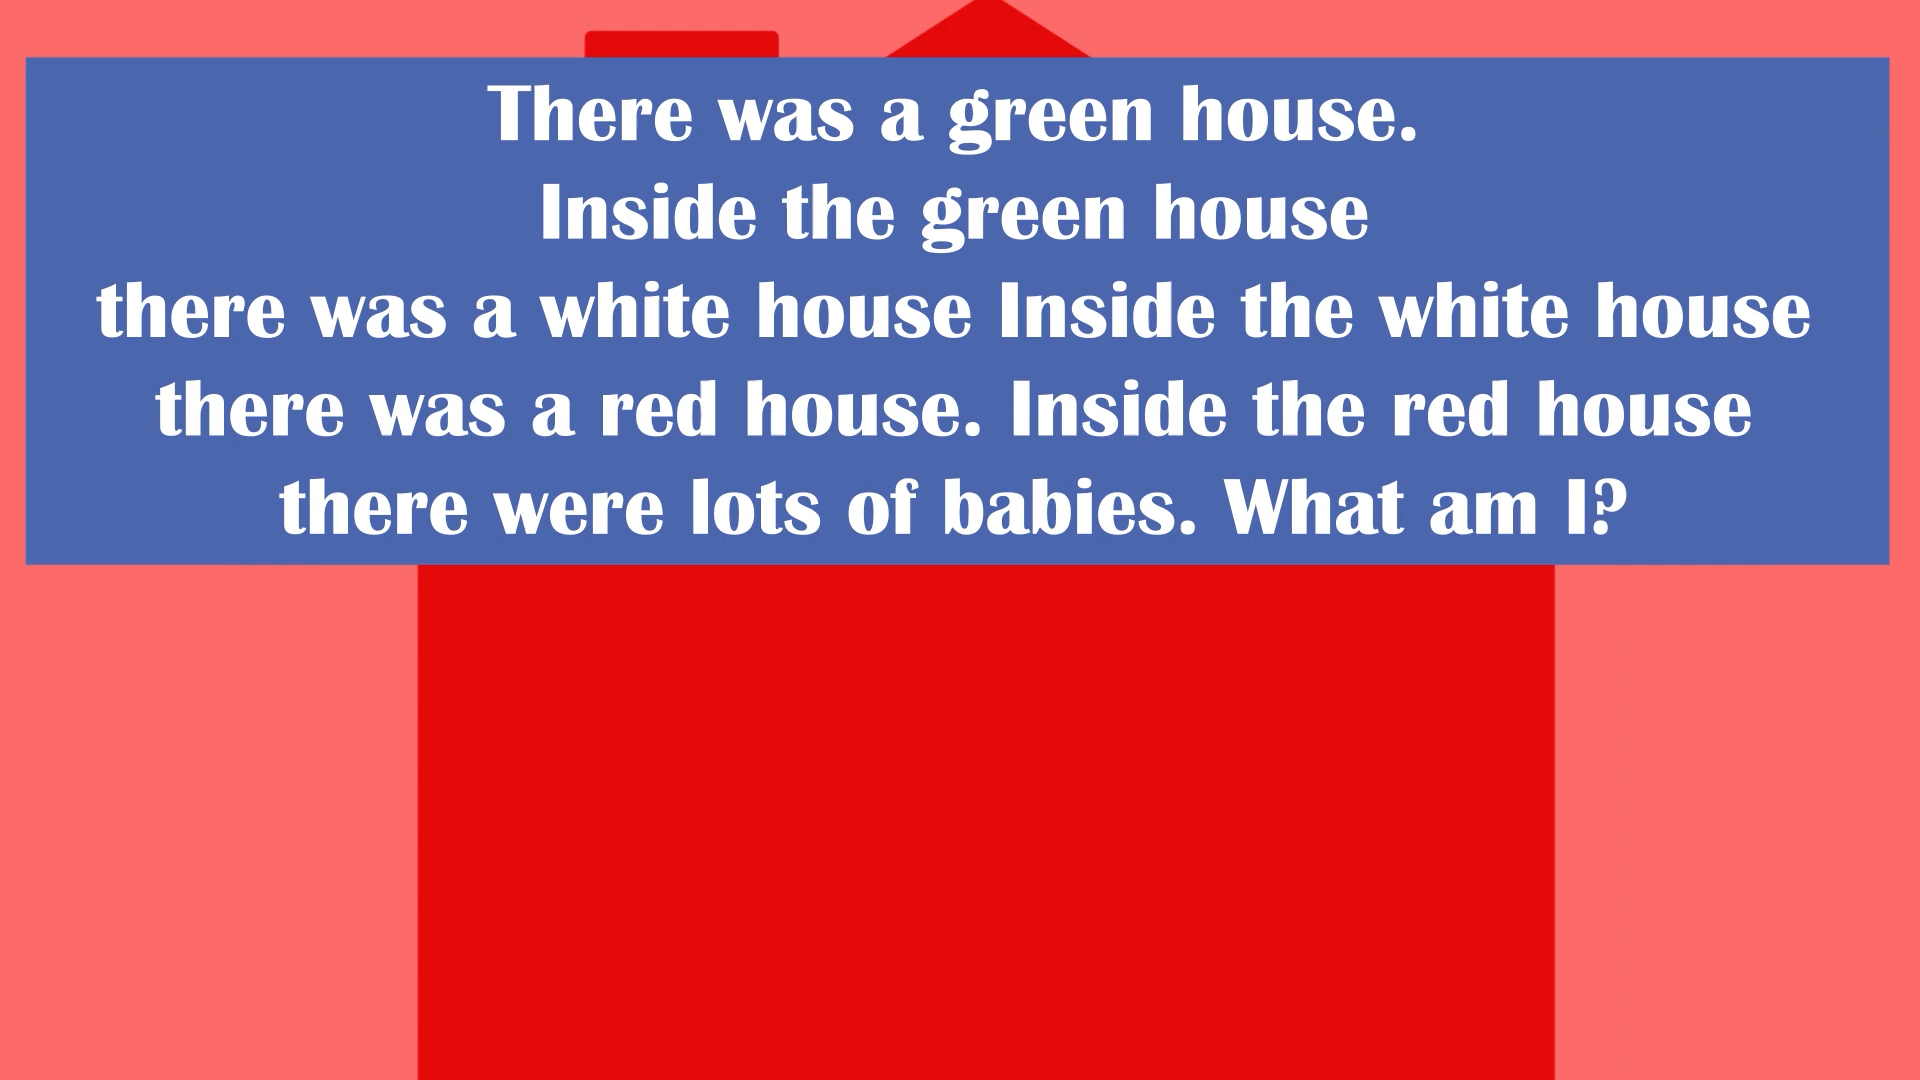 There was a green house.
Inside the green house
there was a white house Inside the white house
there was a red house. Inside the red house
there were lots of babies. What am I?